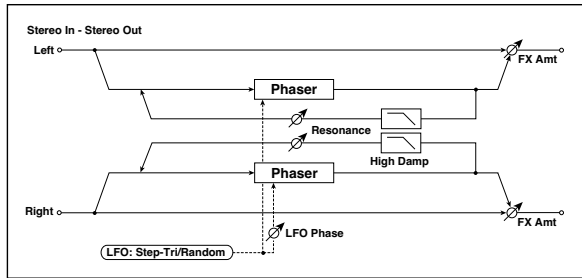 Stereo In - Stereo Out
Left
FX Amt
Phaser
Resonance
High Damp
Phaser
Right
FX Amt
LFO Phase
LFO: Step-Tri/Random